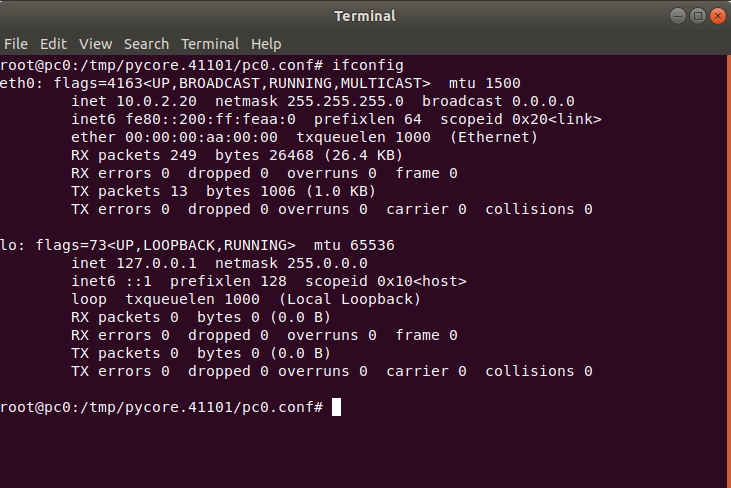 Terminal
File Edit View Search Terminal Help
root@pc0:/tmp/pycore.41101/pc0.conf# ifconfig
eth0: flags=4163<UP,BROADCAST,RUNNING,MULTICAST>  mtu 1500
        inet 10.0.2.20  netmask 255.255.255.0  broadcast 0.0.0.0
        inet6 fe80::200:ff:feaa:0  prefixlen 64  scopeid 0x20<link>
        ether 00:00:00:aa:00:00  txqueuelen 1000  (Ethernet)
        RX packets 249  bytes 26468 (26.4 KB)
        RX errors 0  dropped 0  overruns 0  frame 0
        TX packets 13  bytes 1006 (1.0 KB)
        TX errors 0  dropped 0 overruns 0  carrier 0  collisions 0

lo: flags=73<UP,LOOPBACK,RUNNING>  mtu 65536
        inet 127.0.0.1  netmask 255.0.0.0
        inet6 ::1  prefixlen 128  scopeid 0x10<host>
        loop  txqueuelen 1000  (Local Loopback)
        RX packets 0  bytes 0 (0.0 B)
        RX errors 0  dropped 0  overruns 0  frame 0
        TX packets 0  bytes 0 (0.0 B)
        TX errors 0  dropped 0 overruns 0  carrier 0  collisions 0

root@pc0:/tmp/pycore.41101/pc0.conf#